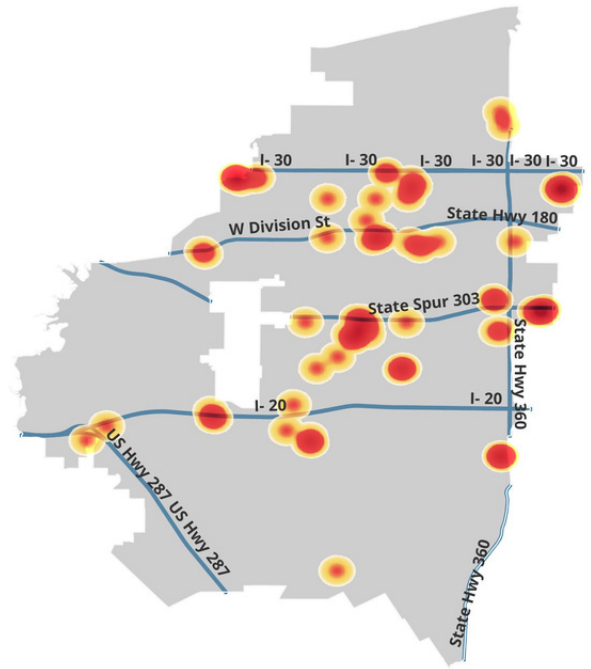 I- 30
I- 30
I- 30
I- 30
I- 30
I- 30
W Division St
State Hwy 180
State Spur 303
State Hwy 360
I- 20
I- 20
US Hwy 287
US Hwy 287
State Hwy 360